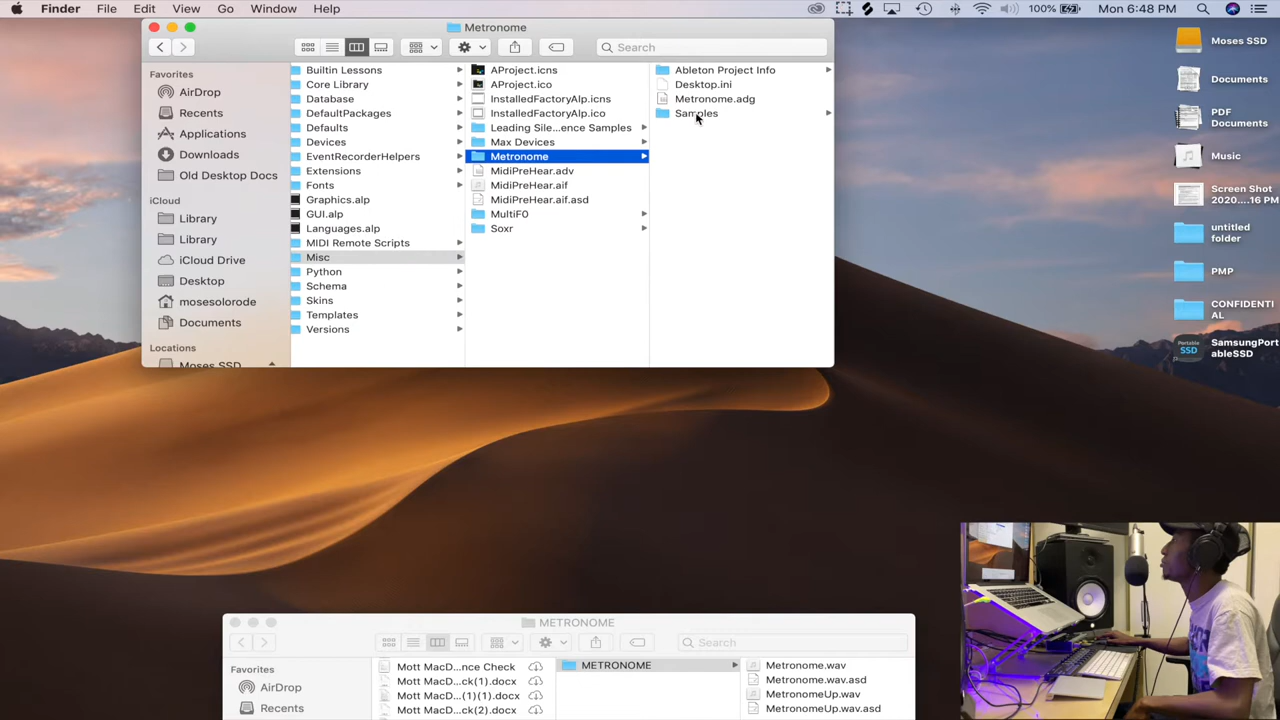 Finder File Edit View Go Window Help
100% Mon 6:48 PM
Metronome
Search
Favorites
AirDrop
Recents
Applications
Downloads
Old Desktop Docs
iCloud
Library
Library
iCloud Drive
Desktop
mosesolorode
Documents
Locations
Moses SSD
Builtin Lessons
Core Library
Database
DefaultPackages
Defaults
Devices
EventRecorderHelpers
Extensions
Fonts
Graphics.alp
GUI.alp
Languages.alp
MIDI Remote Scripts
Misc
Python
Schema
Skins
Templates
Versions
AProject.icns
AProject.ico
InstalledFactoryAlp.icns
InstalledFactoryAlp.ico
Leading Sile...ence Samples
Max Devices
Metronome
MidiPreHear.adv
MidiPreHear.aif
MidiPreHear.aif.asd
MultiF0
Soxr
Ableton Project Info
Desktop.ini
Metronome.adg
Samples
Moses SSD
Documents
PDF
Documents
Music
Screen Shot
2020....16 PM
untitled
folder
PMP
CONFIDENTI
AL
Portable
SSD
SamsungPort
ableSSD
METRONOME
Search
Favorites
AirDrop
Recents
Mott MacD...nce Check
Mott MacD...ck(1).docx
Mott MacD...(1)(1).docx
Mott MacD...ck(2).docx
METRONOME
Metronome.wav
Metronome.wav.asd
MetronomeUp.wav
MetronomeUp.wav.asd